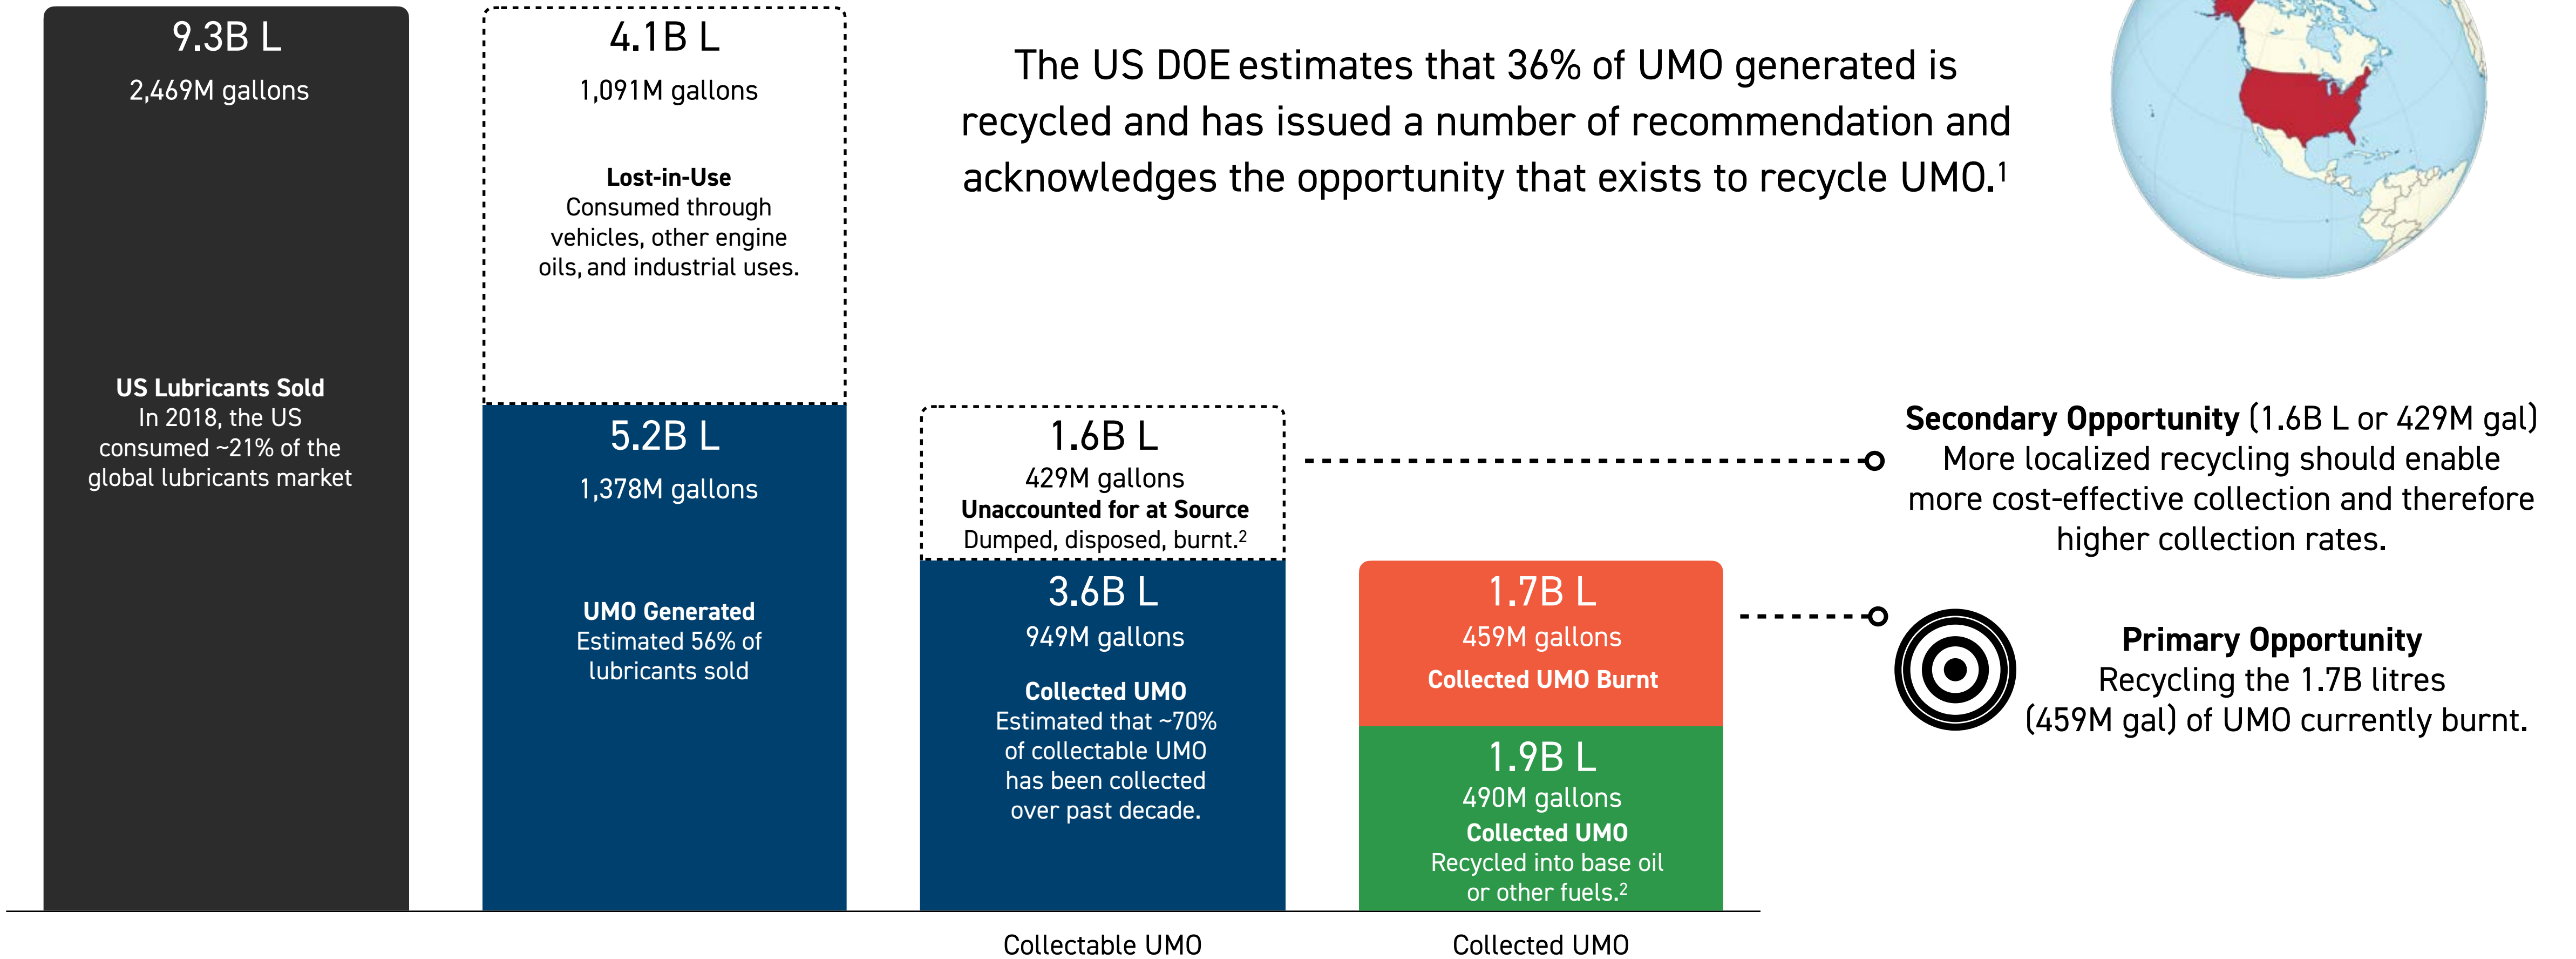 9.3B L
2,469M gallons
US Lubricants Sold
In 2018, the US
consumed ~21% of the
global lubricants market
4.1B L
1,091M gallons
Lost-in-Use
Consumed through
vehicles, other engine
oils, and industrial uses.
5.2B L
1,378M gallons
UMO Generated
Estimated 56% of
lubricants sold
The US DOE estimates that 36% of UMO generated is
recycled and has issued a number of recommendation and
acknowledges the opportunity that exists to recycle UMO.¹
1.6B L
429M gallons
Unaccounted for at Source
Dumped, disposed, burnt.²
3.6B L
949M gallons
Collected UMO
Estimated that ~70%
of collectable UMO
has been collected
over past decade.
Collectable UMO
1.7B L
459M gallons
Collected UMO Burnt
1.9B L
490M gallons
Collected UMO
Recycled into base oil
or other fuels.²
Collected UMO
Secondary Opportunity (1.6B L or 429M gal)
More localized recycling should enable
more cost-effective collection and therefore
higher collection rates.
Primary Opportunity
Recycling the 1.7B litres
(459M gal) of UMO currently burnt.